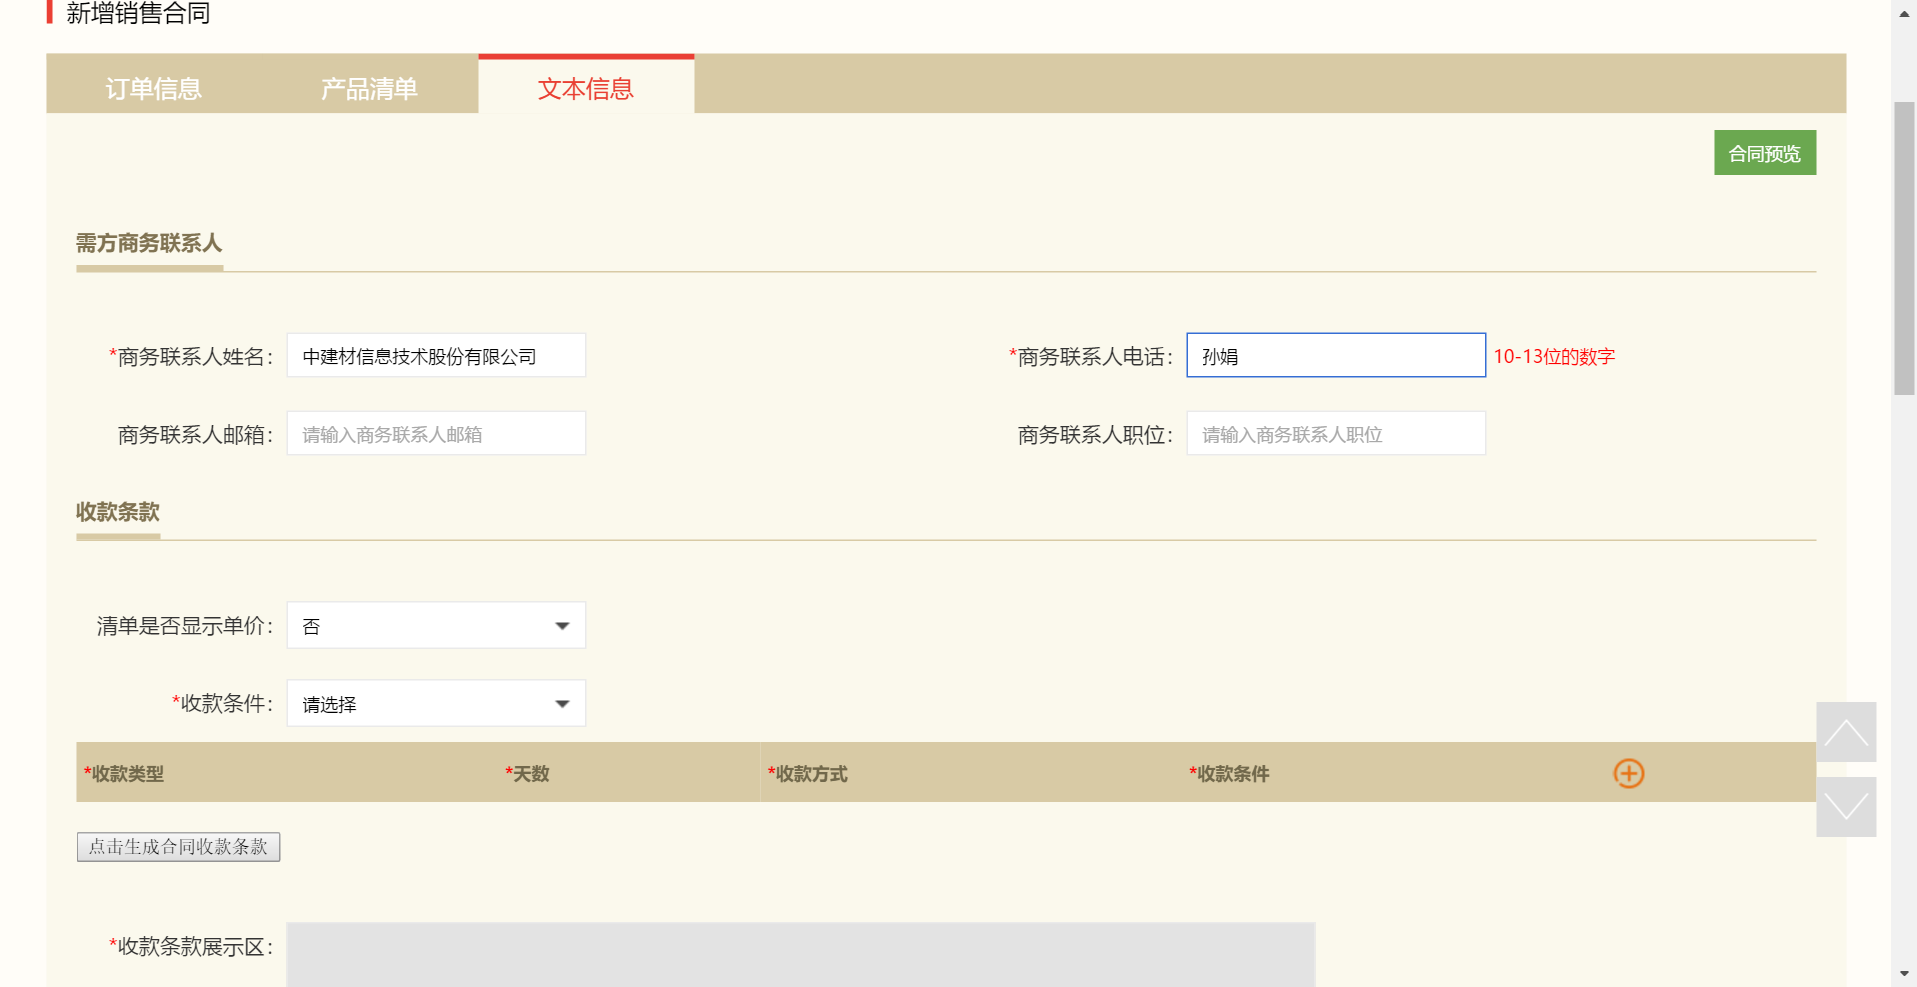 新增销售合同
订单信息 产品清单 文本信息
合同预览
需方商务联系人
*商务联系人姓名： 中建材信息技术股份有限公司 *商务联系人电话： 孙娟 10-13位的数字
商务联系人邮箱： 请输入商务联系人邮箱 商务联系人职位： 请输入商务联系人职位
收款条款
清单是否显示单价： 否
*收款条件： 请选择
*收款类型 *天数 *收款方式 *收款条件
点击生成合同收款条款
*收款条款展示区：